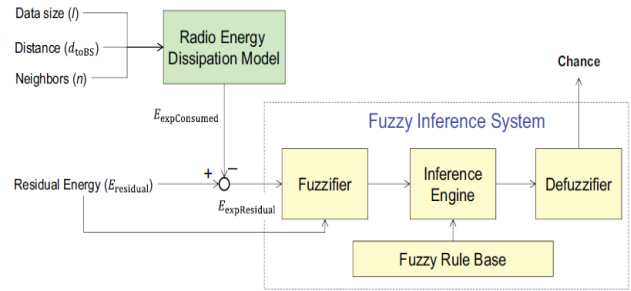 Data size (l)
Distance (d_toBS)
Neighbors (n)
Radio Energy
Dissipation Model
Chance
E_expConsumed
Fuzzy Inference System
+
−
Residual Energy (E_residual)
E_expResidual
Fuzzifier
Inference
Engine
Defuzzifier
Fuzzy Rule Base